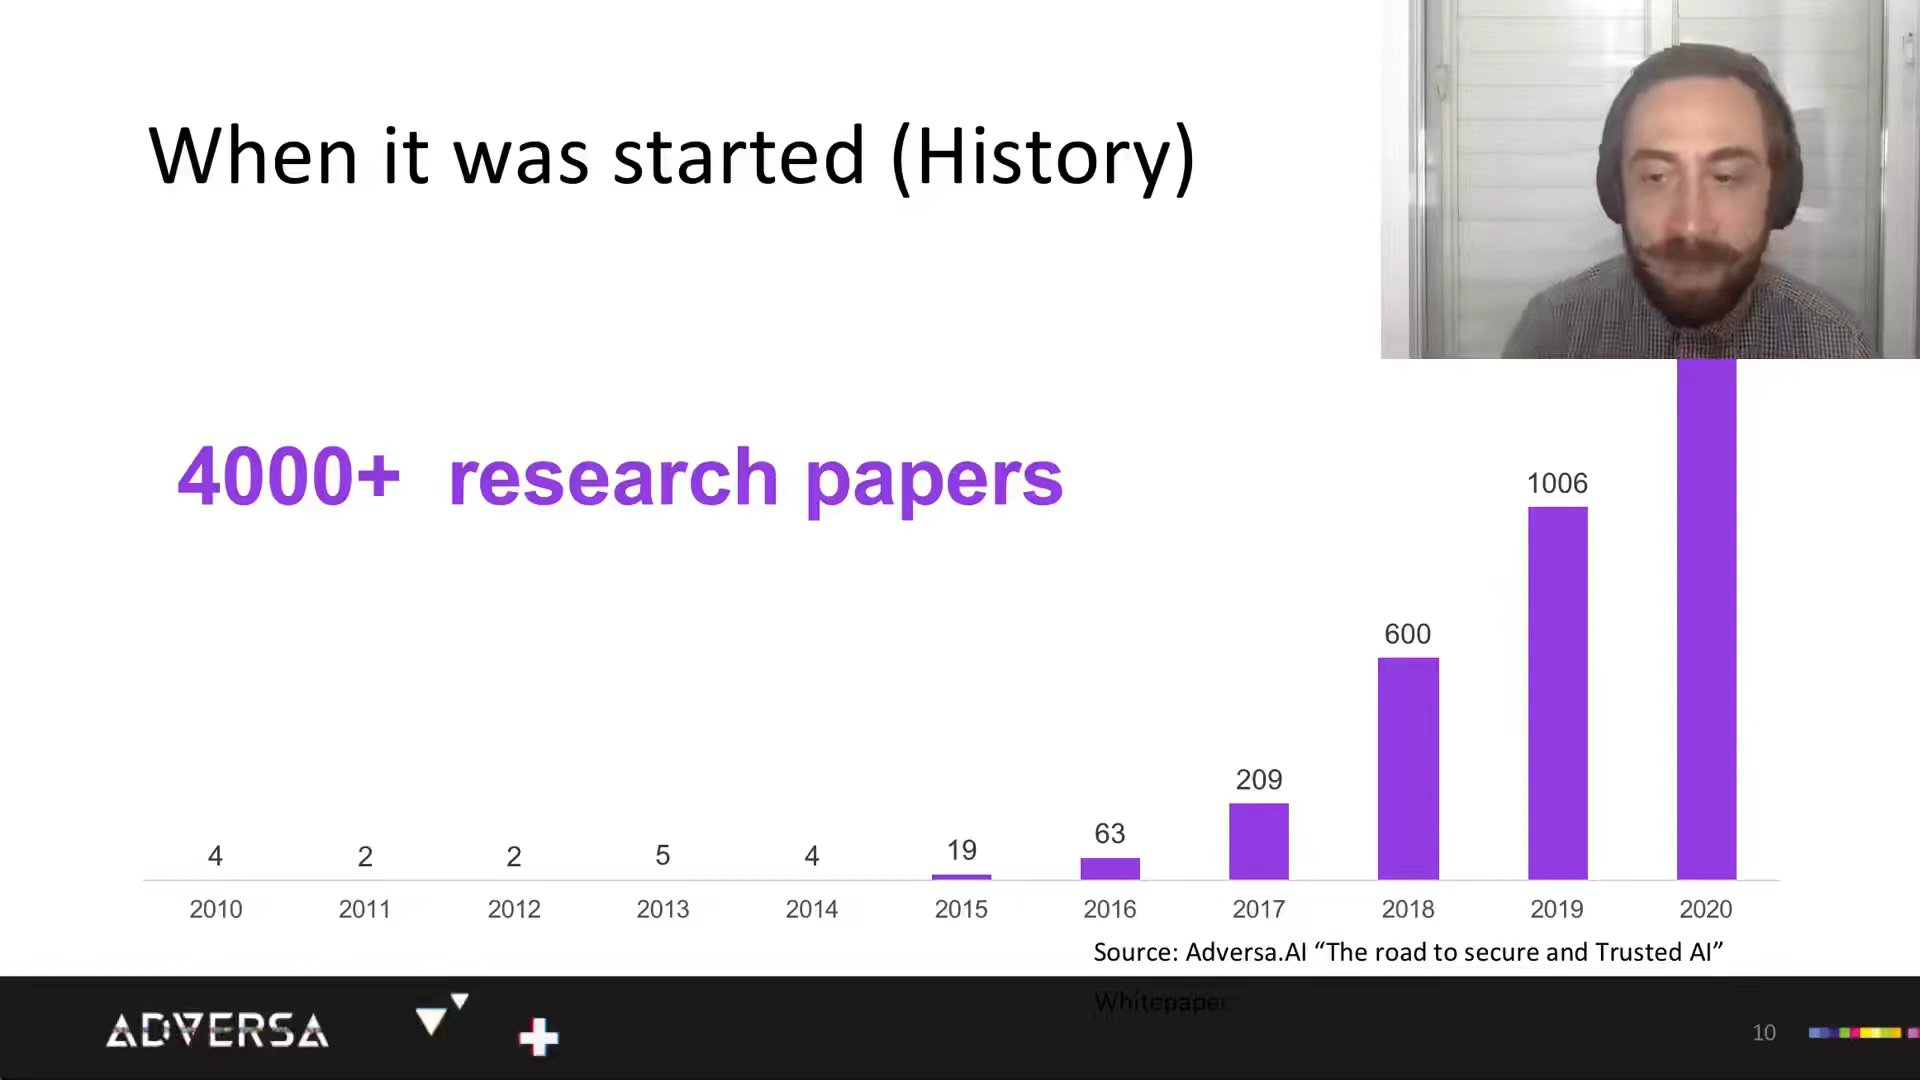 When it was started (History)
4000+ research papers
1006
600
209
63
19
4 2 2 5 4
2010 2011 2012 2013 2014 2015 2016 2017 2018 2019 2020
Source: Adversa.AI “The road to secure and Trusted AI”
Whitepaper
ADVERSA
10